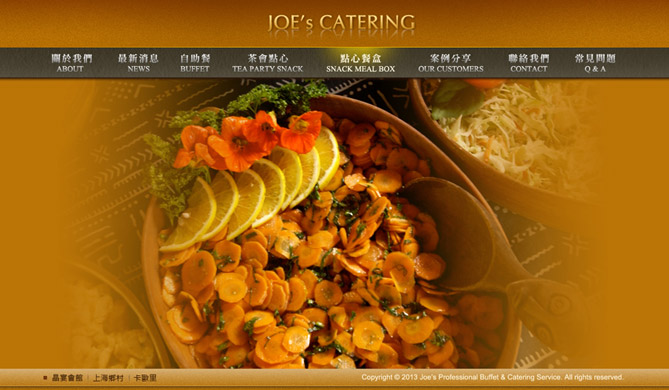 JOE's CATERING
關於我們 最新消息 自助餐 茶會點心 點心餐盒 案例分享 聯絡我們 常見問題
ABOUT NEWS BUFFET TEA PARTY SNACK SNACK MEAL BOX OUR CUSTOMERS CONTACT Q & A
晶宴會館 | 上海鄉村 | 卡歐里 Copyright © 2013 Joe's Professional Buffet & Catering Service. All rights reserved.